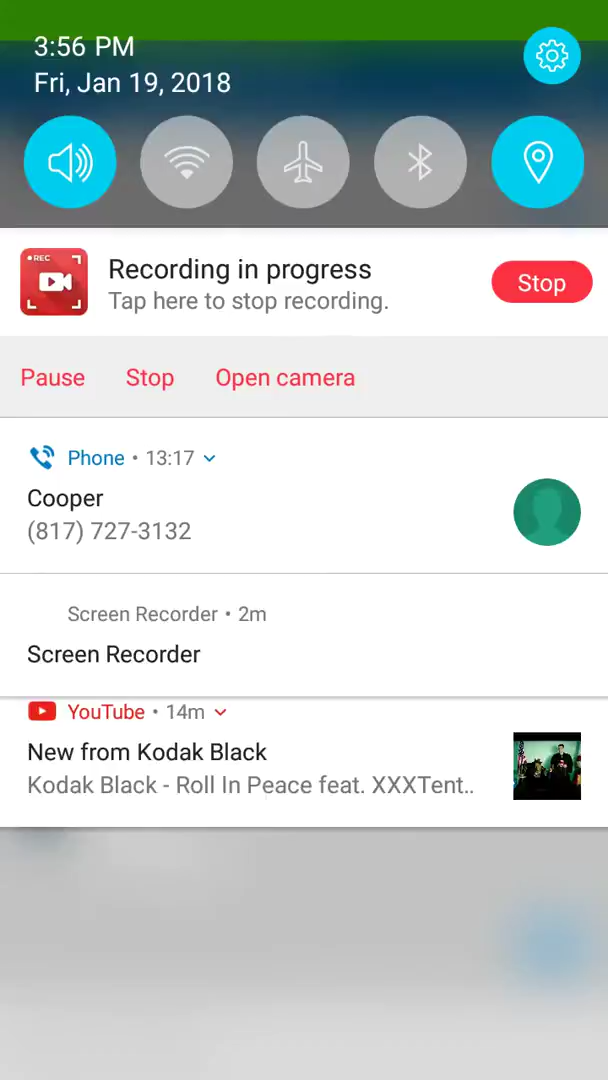 3:56 PM
Fri, Jan 19, 2018
REC
Recording in progress
Tap here to stop recording.
Stop
Pause Stop Open camera
Phone • 13:17
Cooper
(817) 727-3132
Screen Recorder • 2m
Screen Recorder
YouTube • 14m
New from Kodak Black
Kodak Black - Roll In Peace feat. XXXTent..